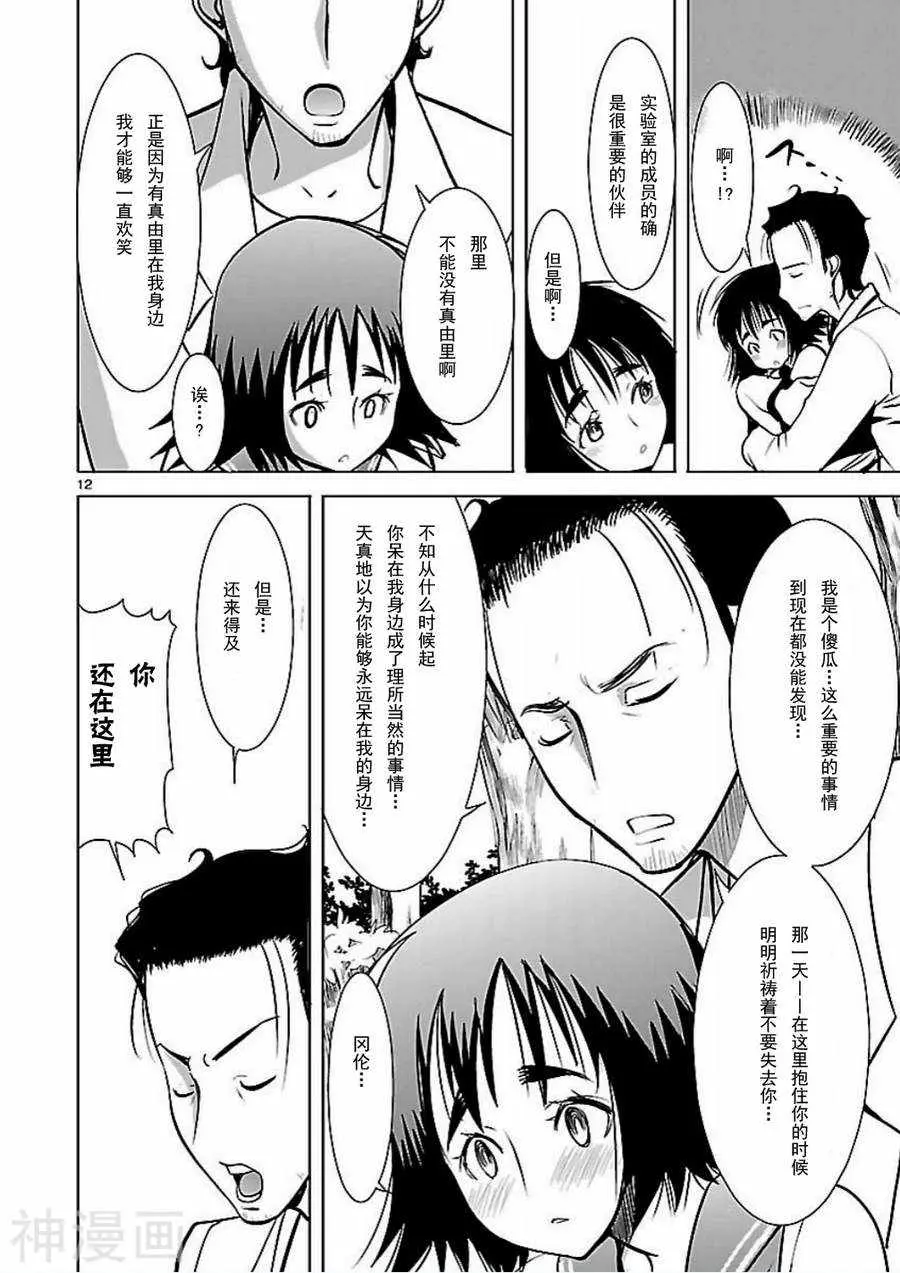 啊…
!?
ス…
实验室的成员的确
是很重要的伙伴
但是啊…
那里
不能没有真由里啊
正是因为有真由里在我身边
我才能够一直欢笑
诶…?
12
我是个傻瓜…这么重要的事情
到现在都没能发现…
那一天——在这里抱住你的时候
明明祈祷着不要失去你…
不知从什么时候起
你呆在我身边成了理所当然的事情…
天真地以为你能够永远呆在我的身边…
冈伦…
但是…
还来得及
你
还在这里
神漫画